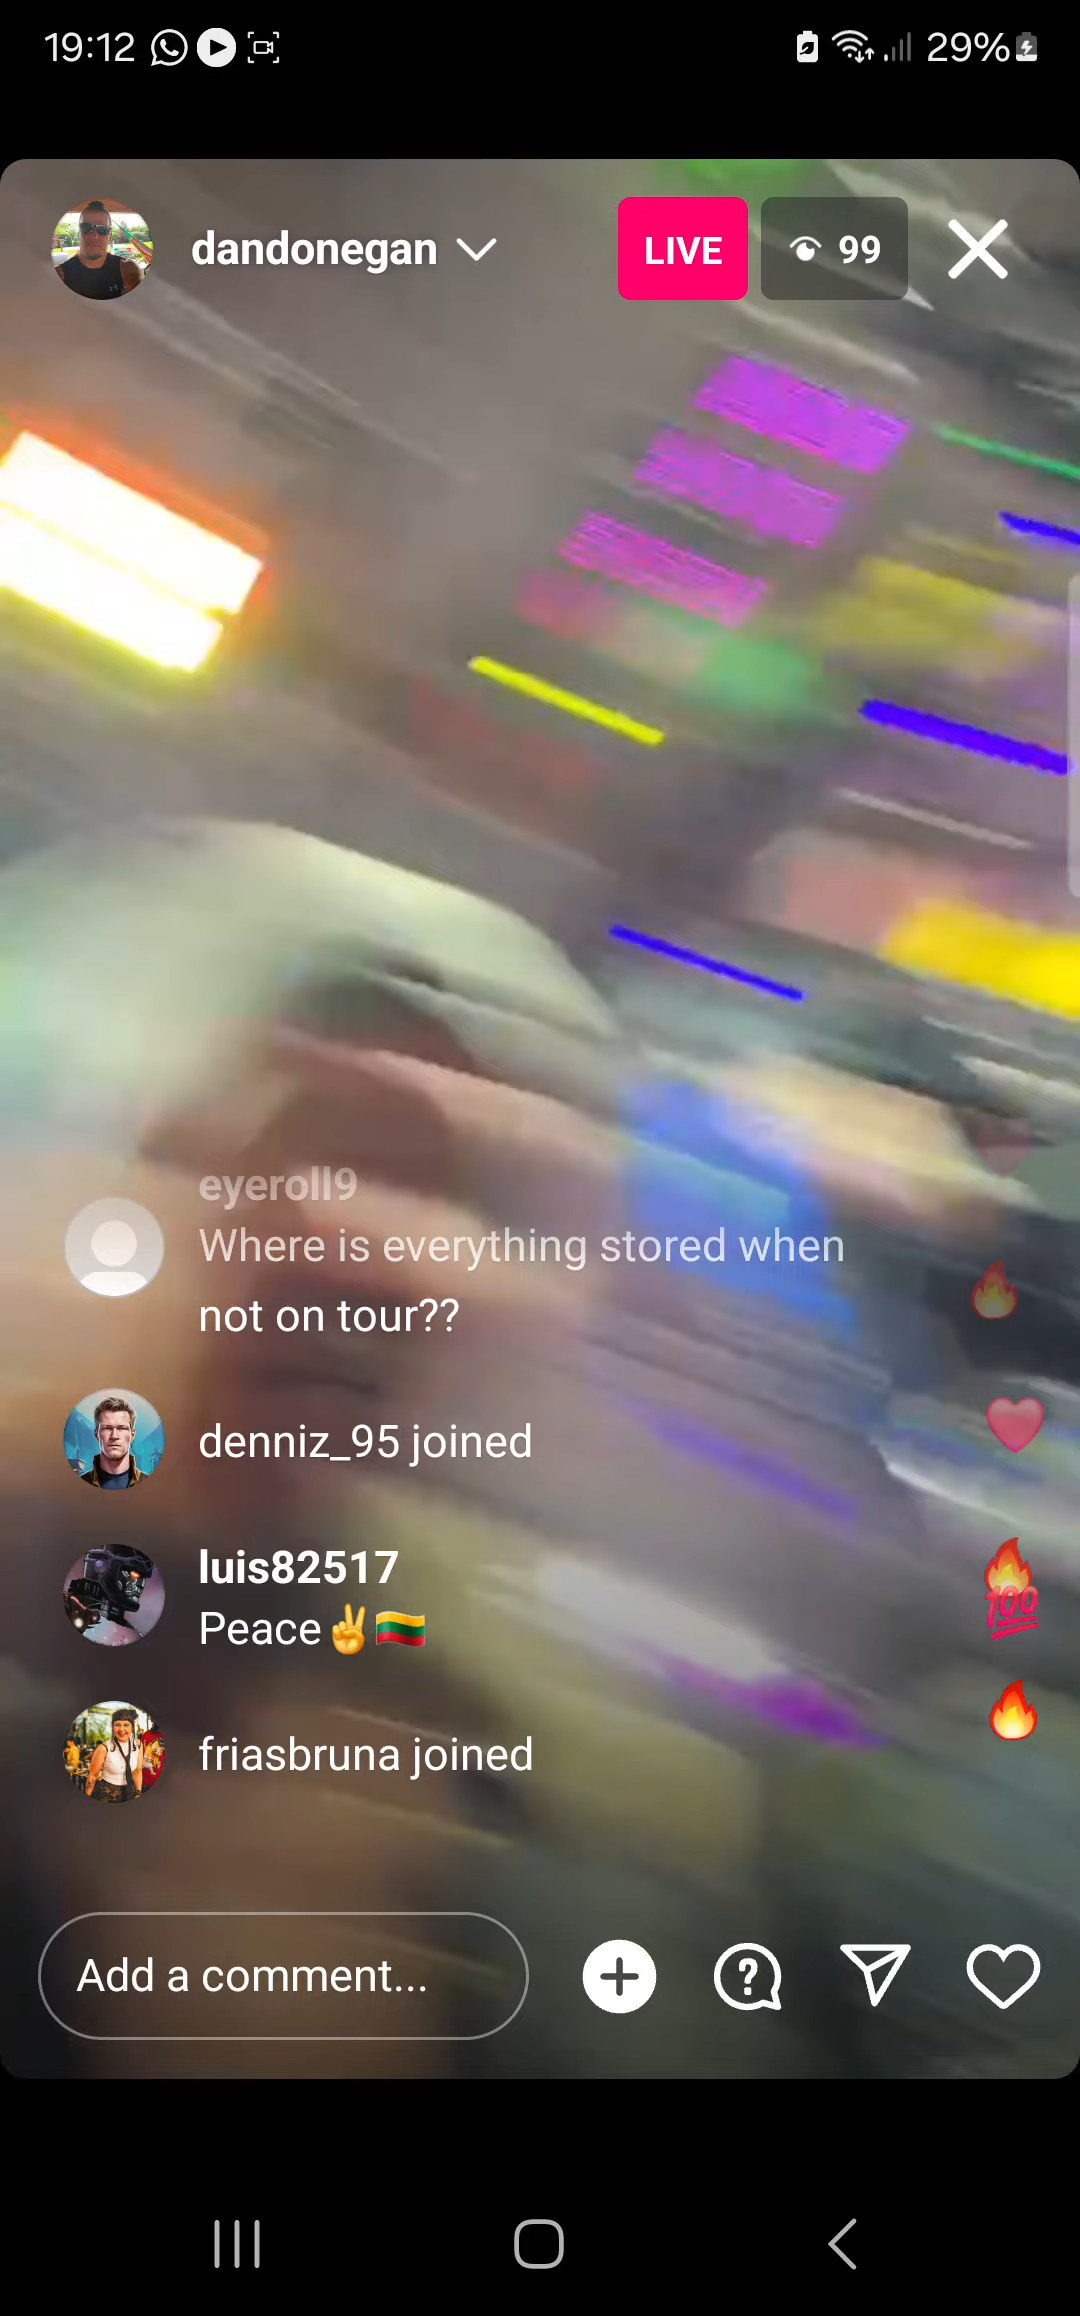 19:12
29%
dandonegan
LIVE
99
eyeroll9
Where is everything stored when
not on tour??
denniz_95 joined
luis82517
Peace✌️🇱🇹
100
friasbruna joined
Add a comment...